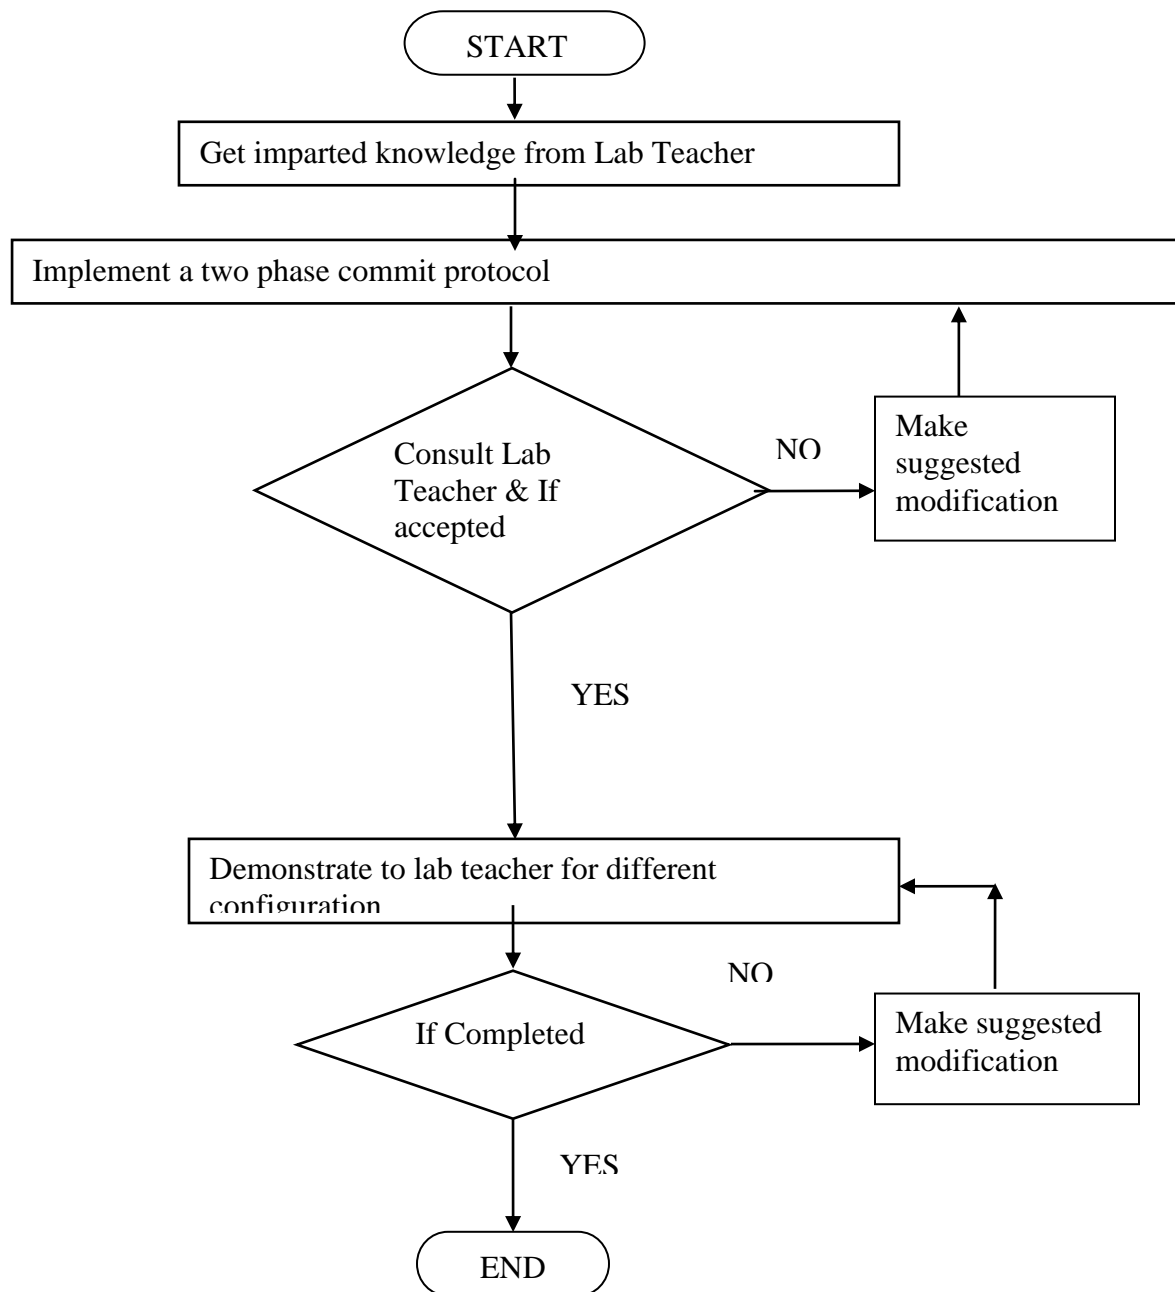 START
Get imparted knowledge from Lab Teacher
Implement a two phase commit protocol
Consult Lab
Teacher & If
accepted
NO
Make
suggested
modification
YES
Demonstrate to lab teacher for different
configuration
NO
If Completed
Make suggested
modification
YES
END